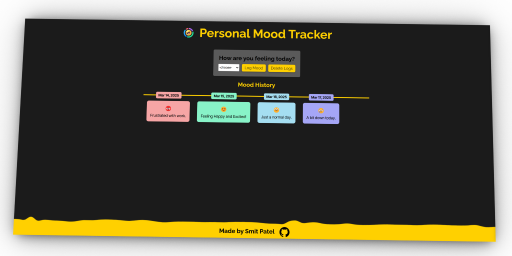 Personal Mood Tracker
How are you feeling today?
Log Mood
Delete Logs
Mood History
Mar 14, 2025
Mar 15, 2025
Mar 16, 2025
Mar 17, 2025
Frustrated with work.
Feeling Happy and Excited!
Just a normal day.
A bit down today.
Made by Smit Patel